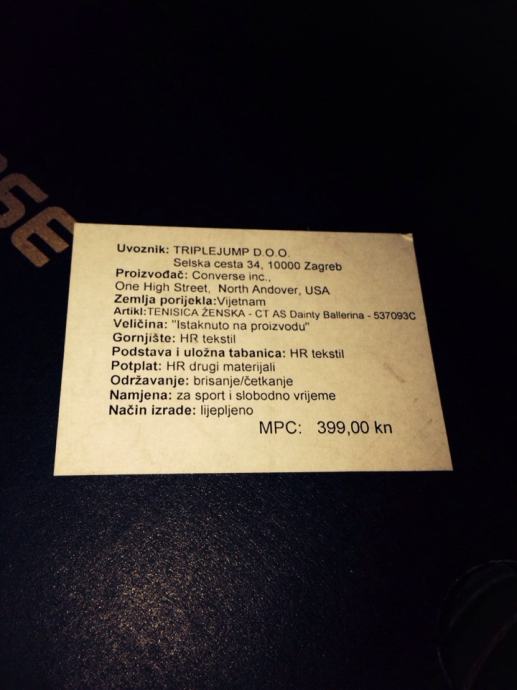 RSE
Uvoznik: TRIPLEJUMP D.O.O.
Selska cesta 34, 10000 Zagreb
Proizvođač: Converse inc.,
One High Street, North Andover, USA
Zemlja porijekla:Vijetnam
Artikl:TENISICA ŽENSKA - CT AS Dainty Ballerina - 537093C
Veličina: "Istaknuto na proizvodu"
Gornjište: HR tekstil
Podstava i uložna tabanica: HR tekstil
Potplat: HR drugi materijali
Održavanje: brisanje/četkanje
Namjena: za sport i slobodno vrijeme
Način izrade: lijepljeno
MPC: 399,00 kn